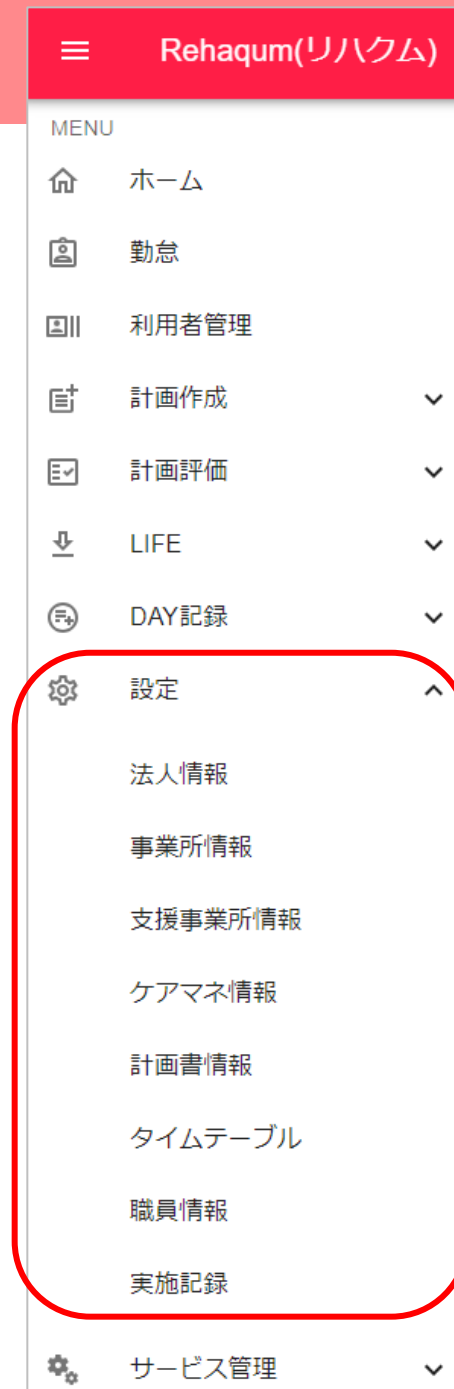 Rehaqum(リハクム)
MENU
ホーム
勤怠
利用者管理
計画作成
計画評価
LIFE
DAY記録
設定
法人情報
事業所情報
支援事業所情報
ケアマネ情報
計画書情報
タイムテーブル
職員情報
実施記録
サービス管理